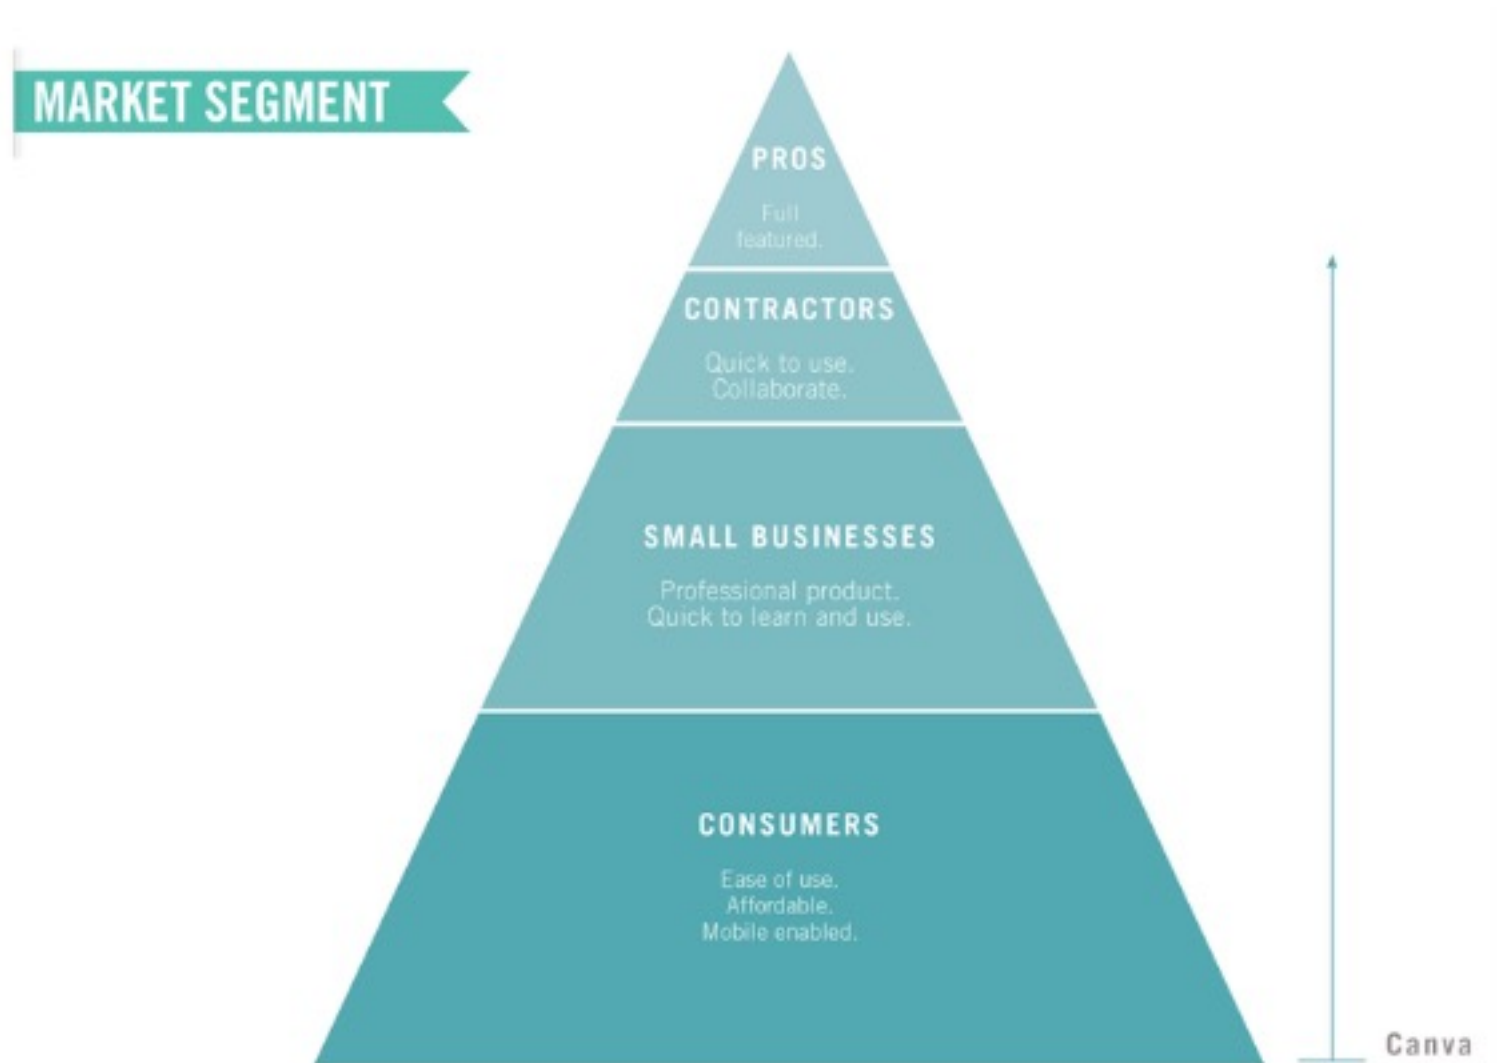 MARKET SEGMENT
PROS
Full
featured.
CONTRACTORS
Quick to use.
Collaborate.
SMALL BUSINESSES
Professional product.
Quick to learn and use.
CONSUMERS
Ease of use.
Affordable.
Mobile enabled.
Canva